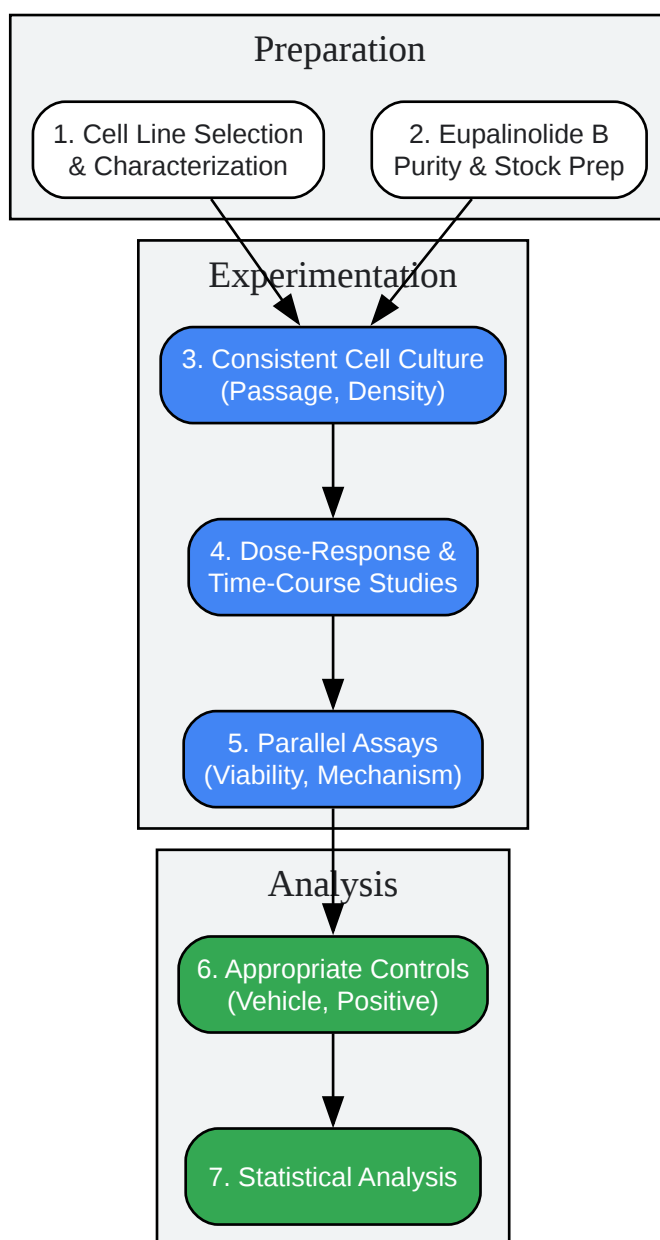 Preparation
1. Cell Line Selection
& Characterization
2. Eupalinolide B
Purity & Stock Prep
Experimentation
3. Consistent Cell Culture
(Passage, Density)
4. Dose-Response &
Time-Course Studies
5. Parallel Assays
(Viability, Mechanism)
Analysis
6. Appropriate Controls
(Vehicle, Positive)
7. Statistical Analysis